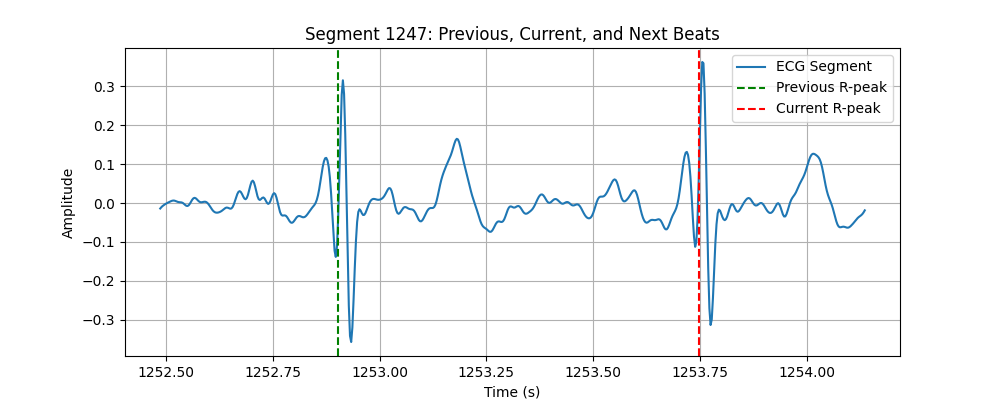 Segment 1247: Previous, Current, and Next Beats
ECG Segment
Previous R-peak
Current R-peak
Amplitude
0.3
0.2
0.1
0.0
−0.1
−0.2
−0.3
1252.50 1252.75 1253.00 1253.25 1253.50 1253.75 1254.00
Time (s)